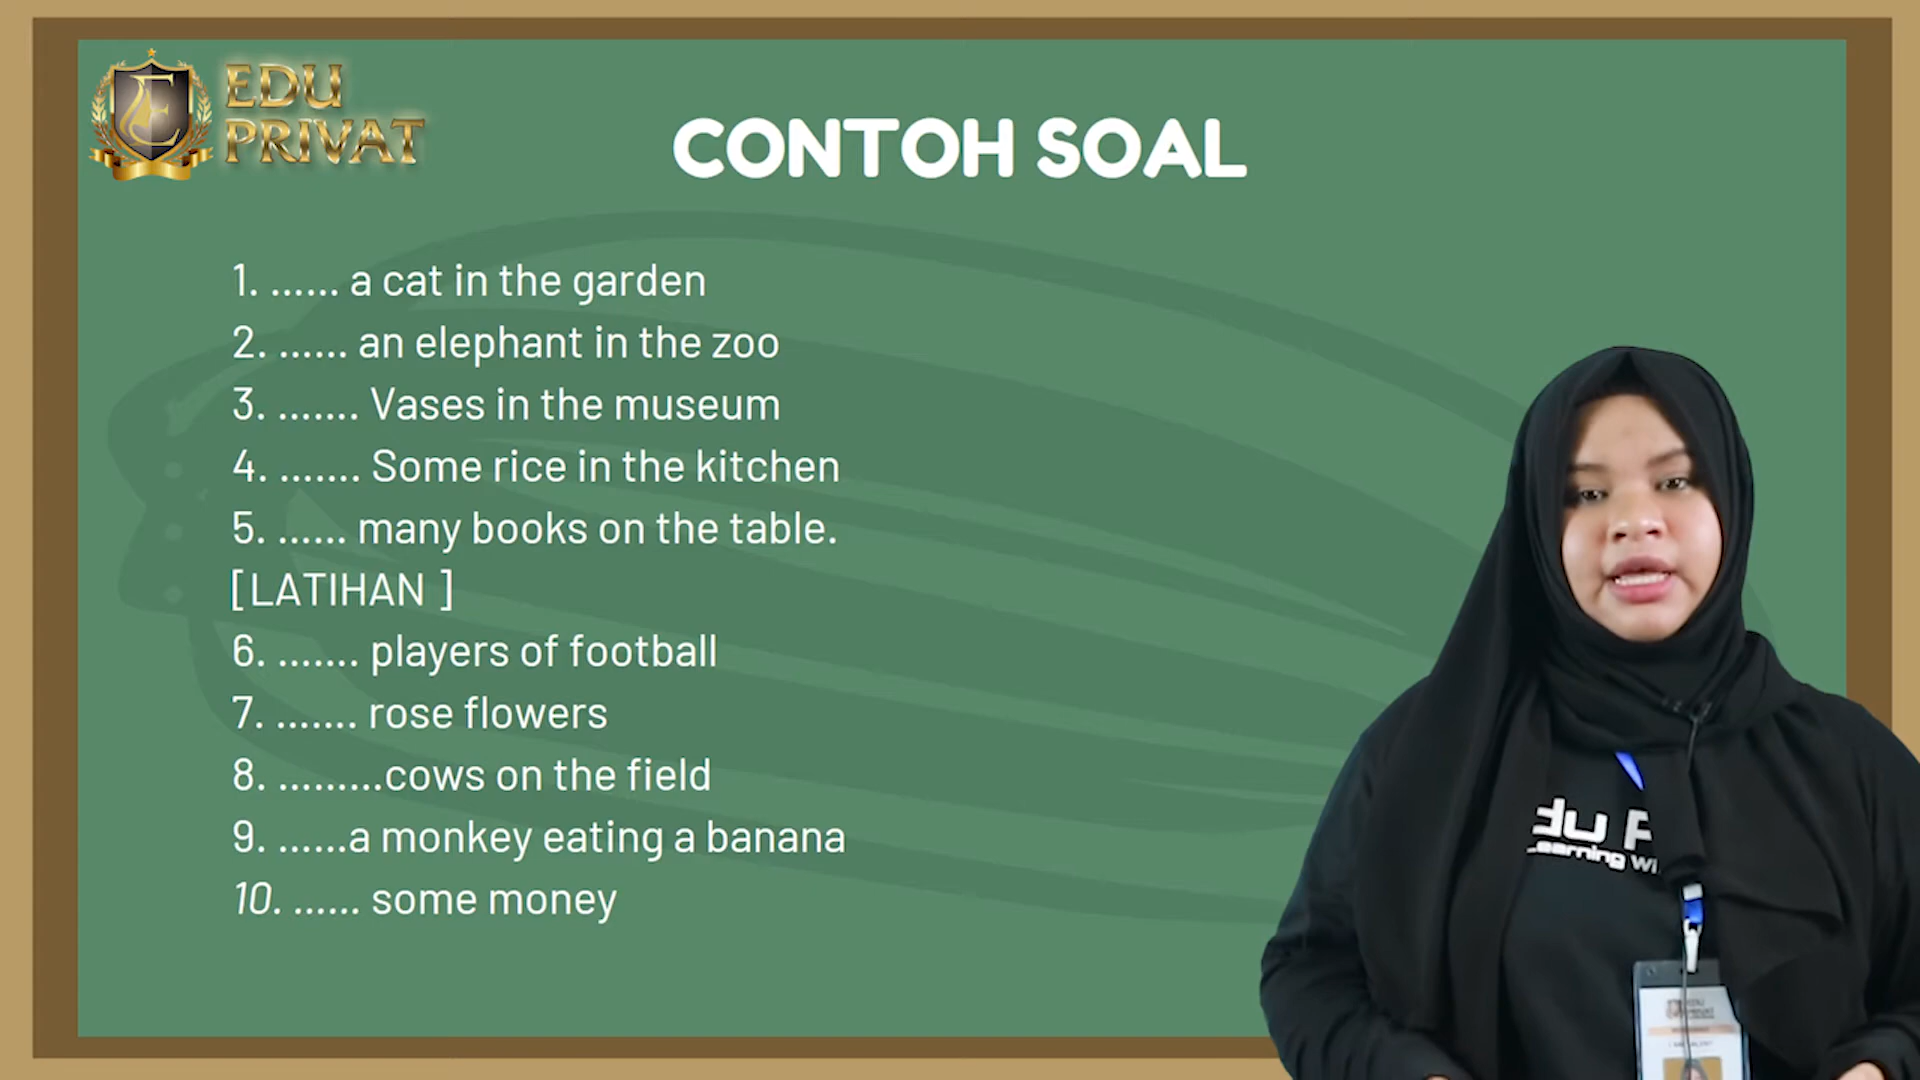 EDU
PRIVAT
CONTOH SOAL
1. ...... a cat in the garden
2. ...... an elephant in the zoo
3. ....... Vases in the museum
4. ....... Some rice in the kitchen
5. ...... many books on the table.
[LATIHAN ]
6. ....... players of football
7. ....... rose flowers
8. .........cows on the field
9. ......a monkey eating a banana
10. ...... some money
EDU
PRIVAT